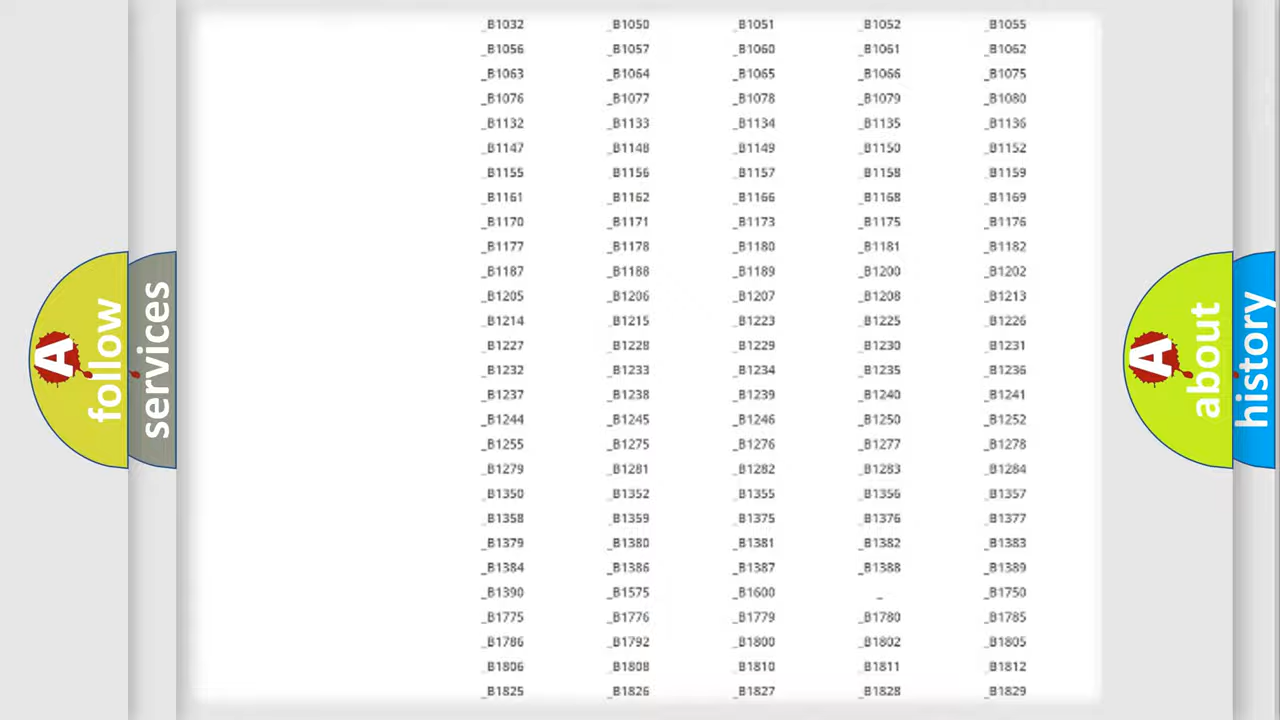 _B1032 _B1050 _B1051 _B1052 _B1055
_B1056 _B1057 _B1060 _B1061 _B1062
_B1063 _B1064 _B1065 _B1066 _B1075
_B1076 _B1077 _B1078 _B1079 _B1080
_B1132 _B1133 _B1134 _B1135 _B1136
_B1147 _B1148 _B1149 _B1150 _B1152
_B1155 _B1156 _B1157 _B1158 _B1159
_B1161 _B1162 _B1166 _B1168 _B1169
_B1170 _B1171 _B1173 _B1175 _B1176
_B1177 _B1178 _B1180 _B1181 _B1182
_B1187 _B1188 _B1189 _B1200 _B1202
_B1205 _B1206 _B1207 _B1208 _B1213
_B1214 _B1215 _B1223 _B1225 _B1226
_B1227 _B1228 _B1229 _B1230 _B1231
_B1232 _B1233 _B1234 _B1235 _B1236
_B1237 _B1238 _B1239 _B1240 _B1241
_B1244 _B1245 _B1246 _B1250 _B1252
_B1255 _B1275 _B1276 _B1277 _B1278
_B1279 _B1281 _B1282 _B1283 _B1284
_B1350 _B1352 _B1355 _B1356 _B1357
_B1358 _B1359 _B1375 _B1376 _B1377
_B1379 _B1380 _B1381 _B1382 _B1383
_B1384 _B1386 _B1387 _B1388 _B1389
_B1390 _B1575 _B1600 _ _B1750
_B1775 _B1776 _B1779 _B1780 _B1785
_B1786 _B1792 _B1800 _B1802 _B1805
_B1806 _B1808 _B1810 _B1811 _B1812
_B1825 _B1826 _B1827 _B1828 _B1829
A
follow
services
A
about
history